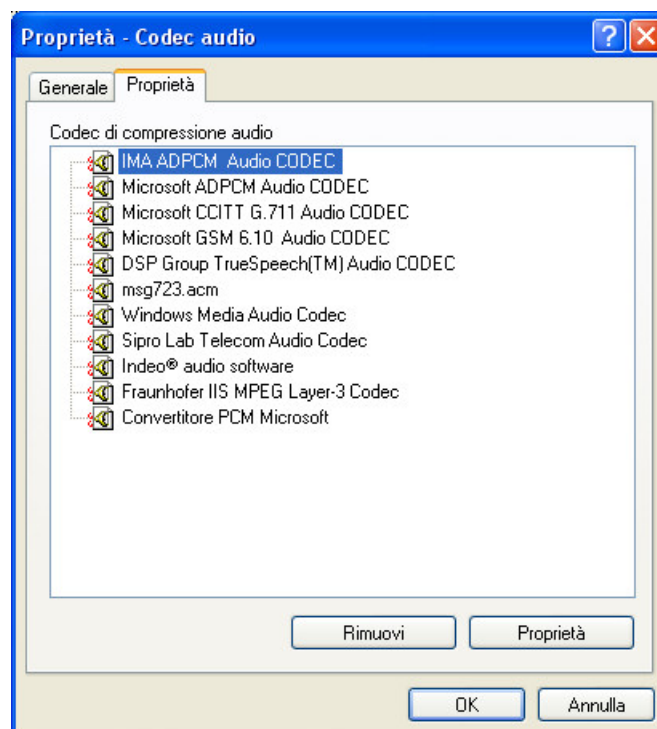 Proprietà - Codec audio
Generale
Proprietà
Codec di compressione audio
IMA ADPCM Audio CODEC
Microsoft ADPCM Audio CODEC
Microsoft CCITT G.711 Audio CODEC
Microsoft GSM 6.10 Audio CODEC
DSP Group TrueSpeech(TM) Audio CODEC
msg723.acm
Windows Media Audio Codec
Sipro Lab Telecom Audio Codec
Indeo® audio software
Fraunhofer IIS MPEG Layer-3 Codec
Convertitore PCM Microsoft
Rimuovi
Proprietà
OK
Annulla